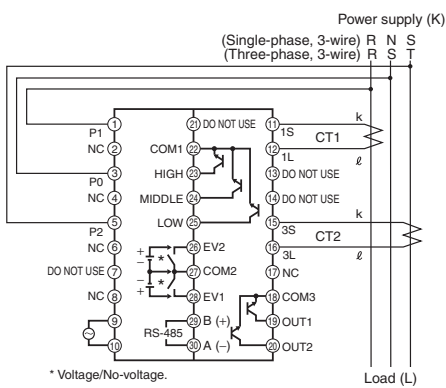 Power supply (K)
(Single-phase, 3-wire) R N S
(Three-phase, 3-wire) R S T
1 21 DO NOT USE 11 k
P1 1S
NC 2 COM1 22 12 CT1
1L ℓ
3 HIGH 23 13 DO NOT USE
P0
NC 4 MIDDLE 24 14 DO NOT USE
5 LOW 25 15 k
P2 3S
NC 6 + − * 26 EV2 16 CT2
3L ℓ
DO NOT USE 7 27 COM2 17 NC
NC 8 − + * 28 EV1 18 COM3
9 RS-485 29 B (+) 19 OUT1
10 30 A (−) 20 OUT2
* Voltage/No-voltage.
Load (L)